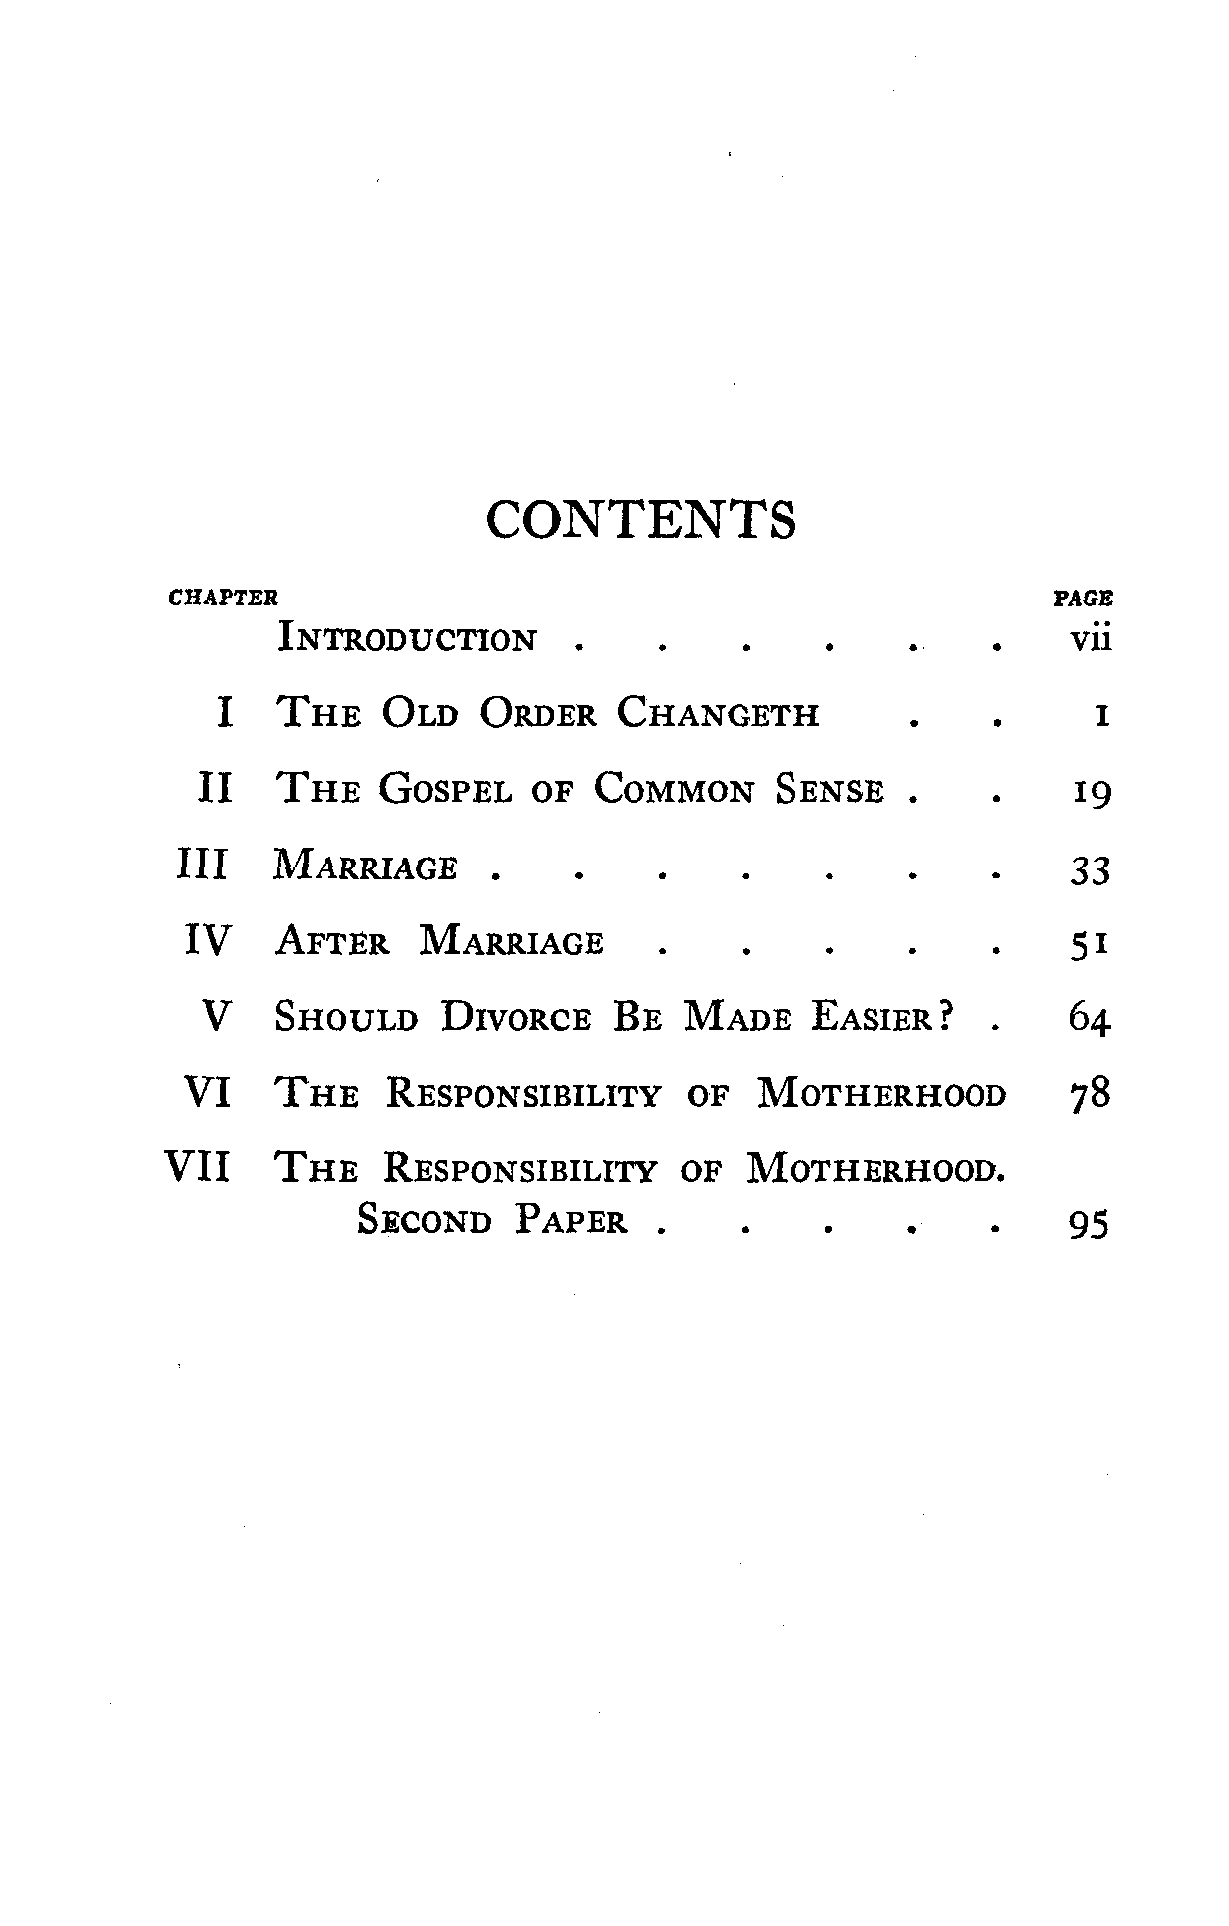 CONTENTS
CHAPTER PAGE
INTRODUCTION . . . . . . vii
I THE OLD ORDER CHANGETH . . 1
II THE GOSPEL OF COMMON SENSE . . 19
III MARRIAGE . . . . . . . 33
IV AFTER MARRIAGE . . . . . 51
V SHOULD DIVORCE BE MADE EASIER? . 64
VI THE RESPONSIBILITY OF MOTHERHOOD 78
VII THE RESPONSIBILITY OF MOTHERHOOD.
SECOND PAPER . . . . . 95